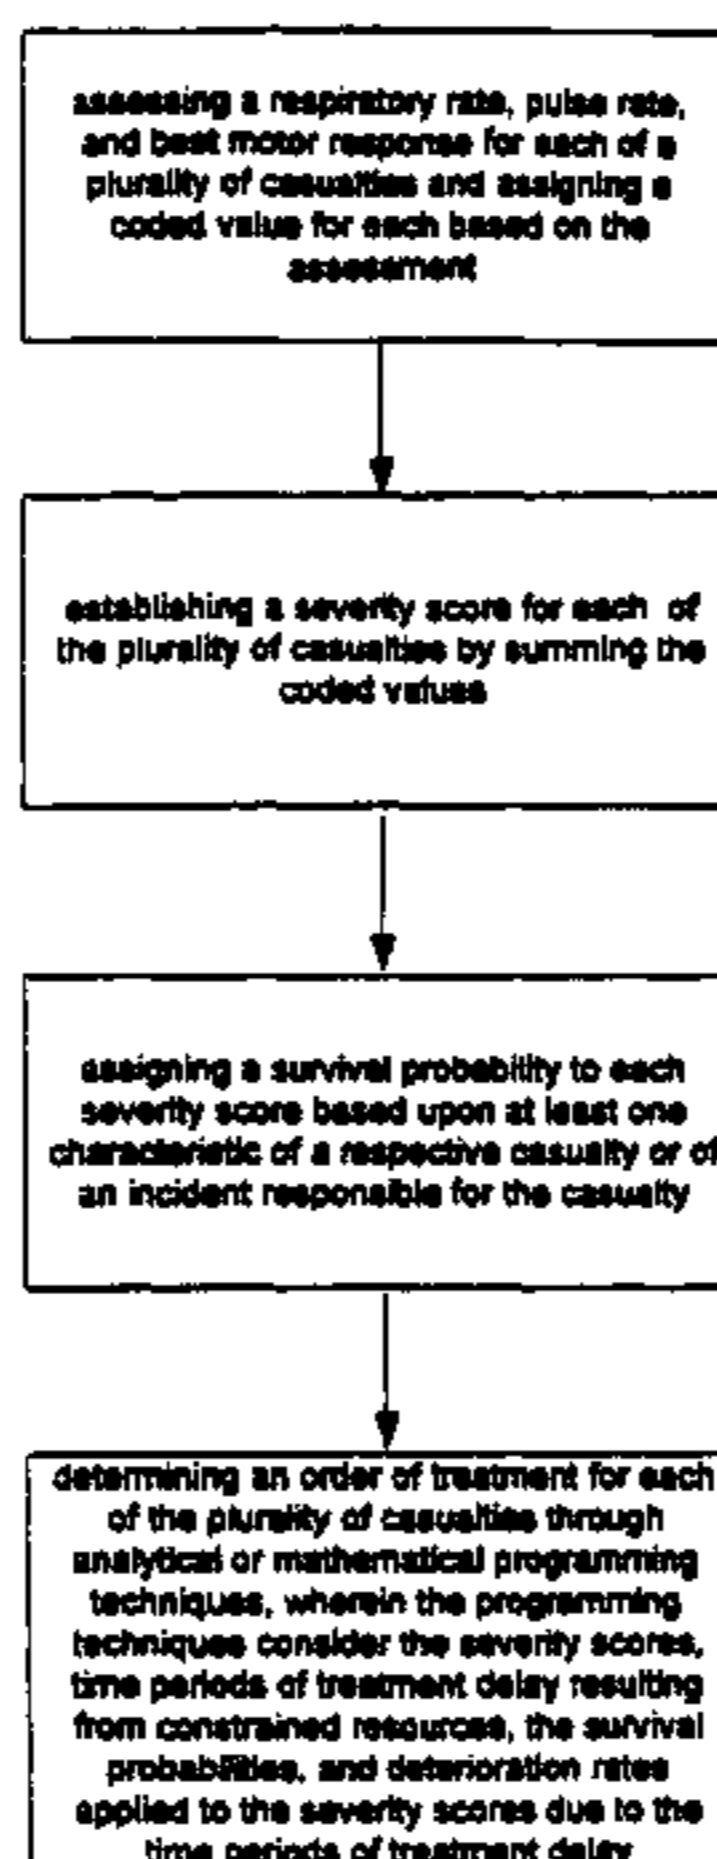 assessing a respiratory rate, pulse rate,
and best motor response for each of a
plurality of casualties and assigning a
coded value for each based on the
assessment
establishing a severity score for each of
the plurality of casualties by summing the
coded values
assigning a survival probability to each
severity score based upon at least one
characteristic of a respective casualty or of
an incident responsible for the casualty
determining an order of treatment for each
of the plurality of casualties through
analytical or mathematical programming
techniques, wherein the programming
techniques consider the severity scores,
time periods of treatment delay resulting
from constrained resources, the survival
probabilities, and deterioration rates
applied to the severity scores due to the
time periods of treatment delay